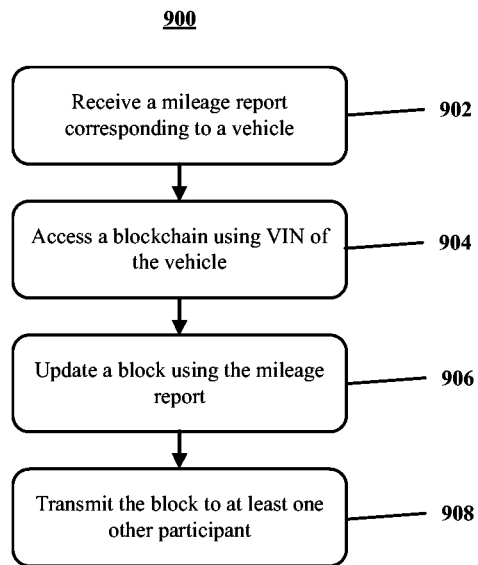 900
Receive a mileage report
corresponding to a vehicle
902
Access a blockchain using VIN of
the vehicle
904
Update a block using the mileage
report
906
Transmit the block to at least one
other participant
908